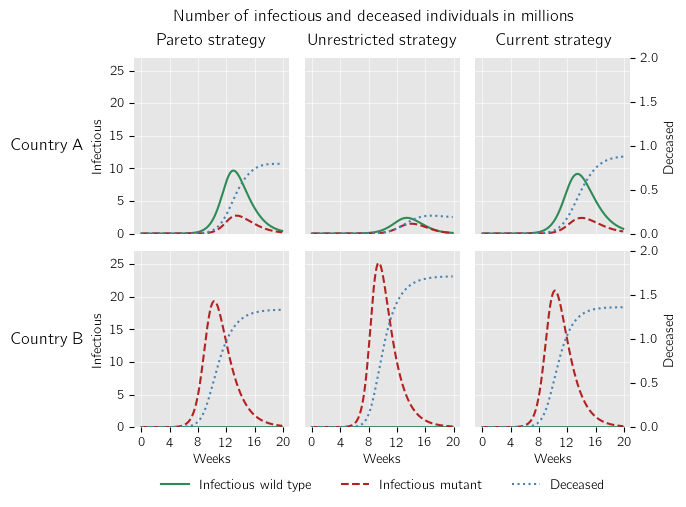 Number of infectious and deceased individuals in millions
Pareto strategy Unrestricted strategy Current strategy
Country A
Infectious
25
20
15
10
5
0
2.0
1.5
1.0
0.5
0.0
Deceased
Country B
Infectious
25
20
15
10
5
0
2.0
1.5
1.0
0.5
0.0
Deceased
0 4 8 12 16 20 0 4 8 12 16 20 0 4 8 12 16 20
Weeks Weeks Weeks
Infectious wild type Infectious mutant Deceased